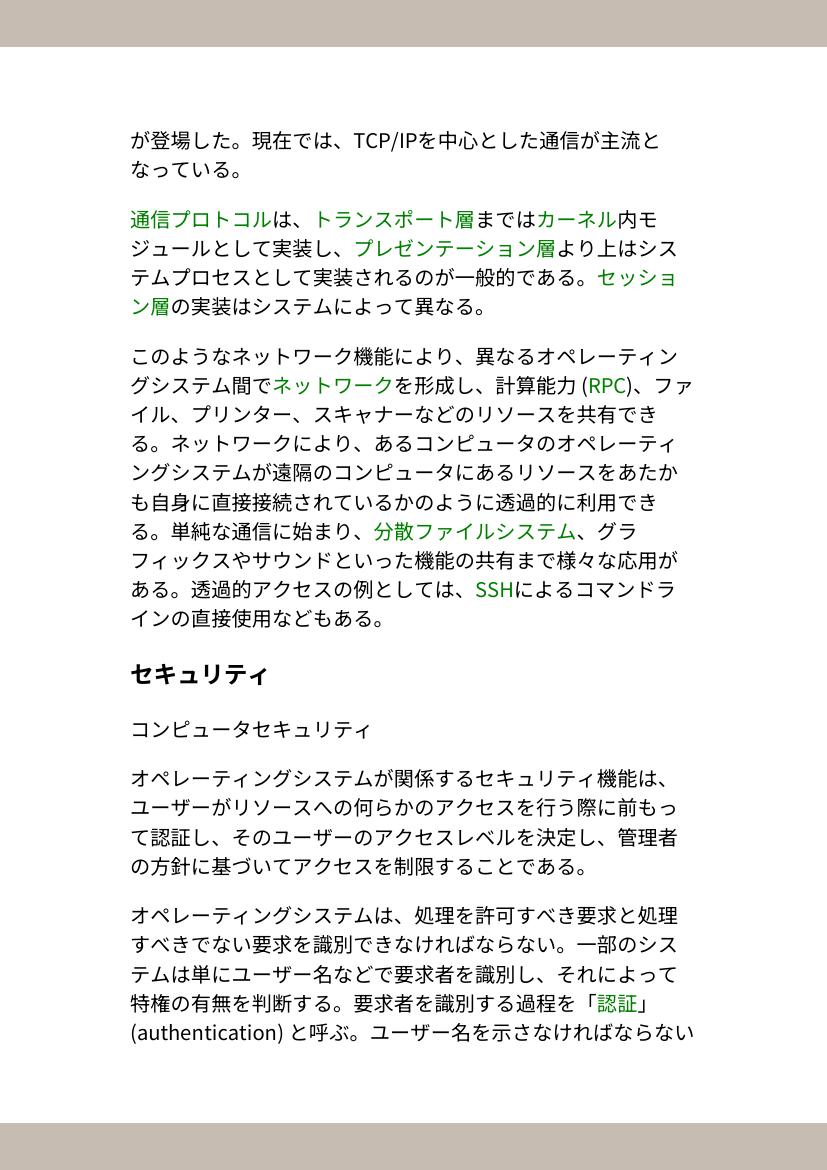 が登場した。現在では、TCP/IPを中心とした通信が主流と
なっている。
通信プロトコルは、トランスポート層まではカーネル内モ
ジュールとして実装し、プレゼンテーション層より上はシス
テムプロセスとして実装されるのが一般的である。セッショ
ン層の実装はシステムによって異なる。
このようなネットワーク機能により、異なるオペレーティン
グシステム間でネットワークを形成し、計算能力 (RPC)、ファ
イル、プリンター、スキャナーなどのリソースを共有でき
る。ネットワークにより、あるコンピュータのオペレーティ
ングシステムが遠隔のコンピュータにあるリソースをあたか
も自身に直接接続されているかのように透過的に利用でき
る。単純な通信に始まり、分散ファイルシステム、グラ
フィックスやサウンドといった機能の共有まで様々な応用が
ある。透過的アクセスの例としては、SSHによるコマンドラ
インの直接使用などもある。
セキュリティ
コンピュータセキュリティ
オペレーティングシステムが関係するセキュリティ機能は、
ユーザーがリソースへの何らかのアクセスを行う際に前もっ
て認証し、そのユーザーのアクセスレベルを決定し、管理者
の方針に基づいてアクセスを制限することである。
オペレーティングシステムは、処理を許可すべき要求と処理
すべきでない要求を識別できなければならない。一部のシス
テムは単にユーザー名などで要求者を識別し、それによって
特権の有無を判断する。要求者を識別する過程を「認証」
(authentication) と呼ぶ。ユーザー名を示さなければならない